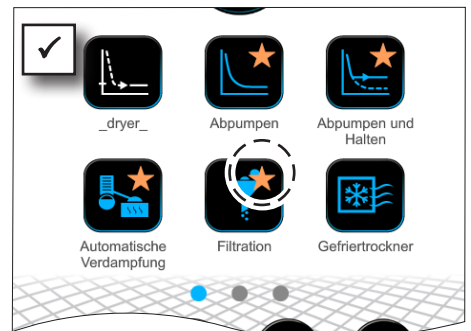 _dryer_
Abpumpen
Abpumpen und
Halten
Automatische
Verdampfung
Filtration
Gefriertrockner